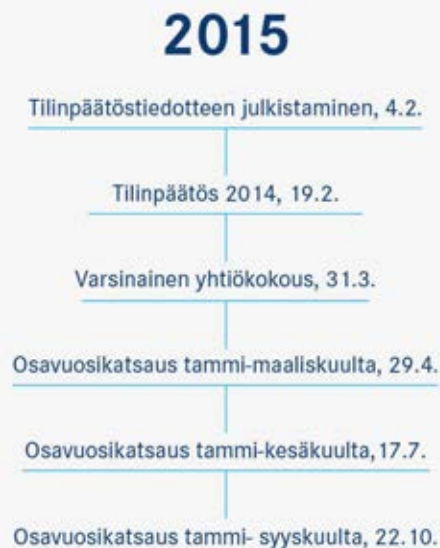 2015
Tilinpäätöstiedotteen julkistaminen, 4.2.
Tilinpäätös 2014, 19.2.
Varsinainen yhtiökokous, 31.3.
Osavuosikatsaus tammi-maaliskuulta, 29.4.
Osavuosikatsaus tammi-kesäkuulta, 17.7.
Osavuosikatsaus tammi- syyskuulta, 22.10.